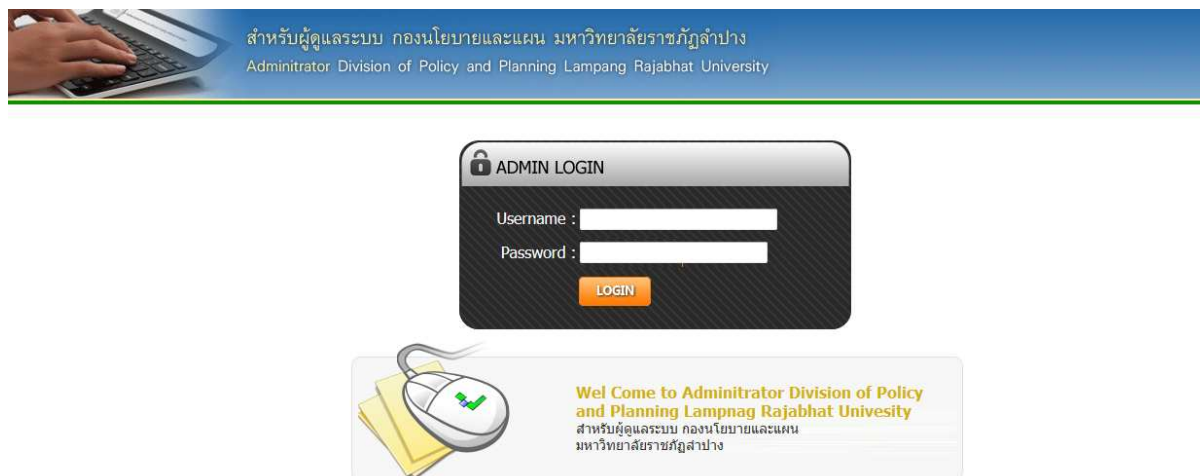 สำหรับผู้ดูแลระบบ กองนโยบายและแผน มหาวิทยาลัยราชภัฏลำปาง
Adminitrator Division of Policy and Planning Lampang Rajabhat University
ADMIN LOGIN
Username :
Password :
LOGIN
Wel Come to Adminitrator Division of Policy
and Planning Lampnag Rajabhat Univesity
สำหรับผู้ดูแลระบบ กองนโยบายและแผน
มหาวิทยาลัยราชภัฏลำปาง